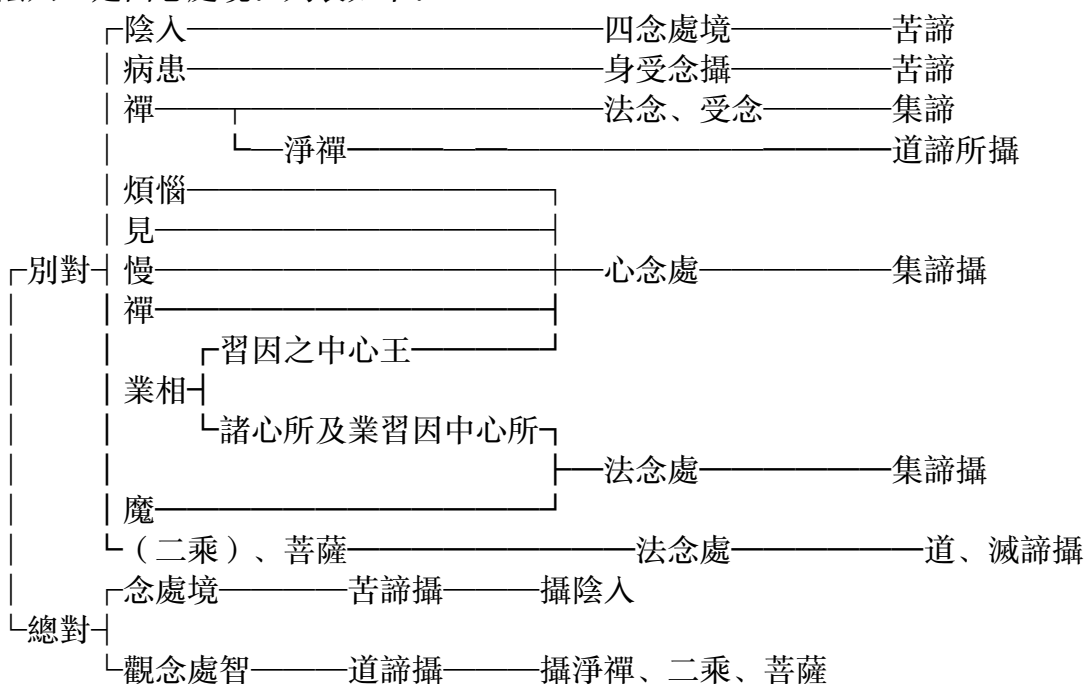 陰入 四念處境 苦諦
病患 身受念攝 苦諦
禪 法念、受念 集諦
淨禪 道諦所攝
煩惱
見
別對 慢 心念處 集諦攝
禪
習因之中心王
業相
諸心所及業習因中心所
法念處 集諦攝
魔
（二乘）、菩薩 法念處 道、滅諦攝
念處境 苦諦攝 攝陰入
總對
觀念處智 道諦攝 攝淨禪、二乘、菩薩